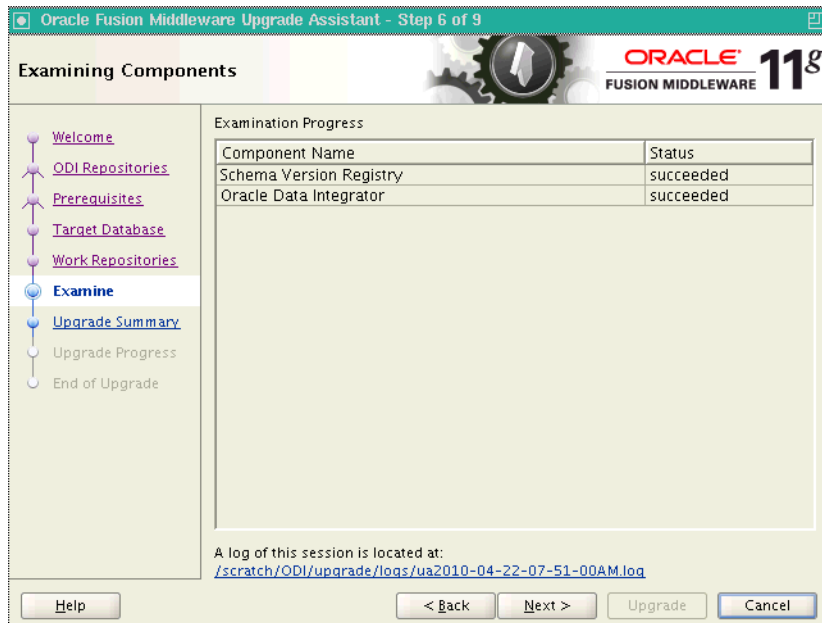 Oracle Fusion Middleware Upgrade Assistant - Step 6 of 9
Examining Components
ORACLE
FUSION MIDDLEWARE
11g
Welcome
ODI Repositories
Prerequisites
Target Database
Work Repositories
Examine
Upgrade Summary
Upgrade Progress
End of Upgrade
Examination Progress
Component Name Status
Schema Version Registry succeeded
Oracle Data Integrator succeeded
A log of this session is located at:
/scratch/ODI/upgrade/logs/ua2010-04-22-07-51-00AM.log
Help < Back Next > Upgrade Cancel